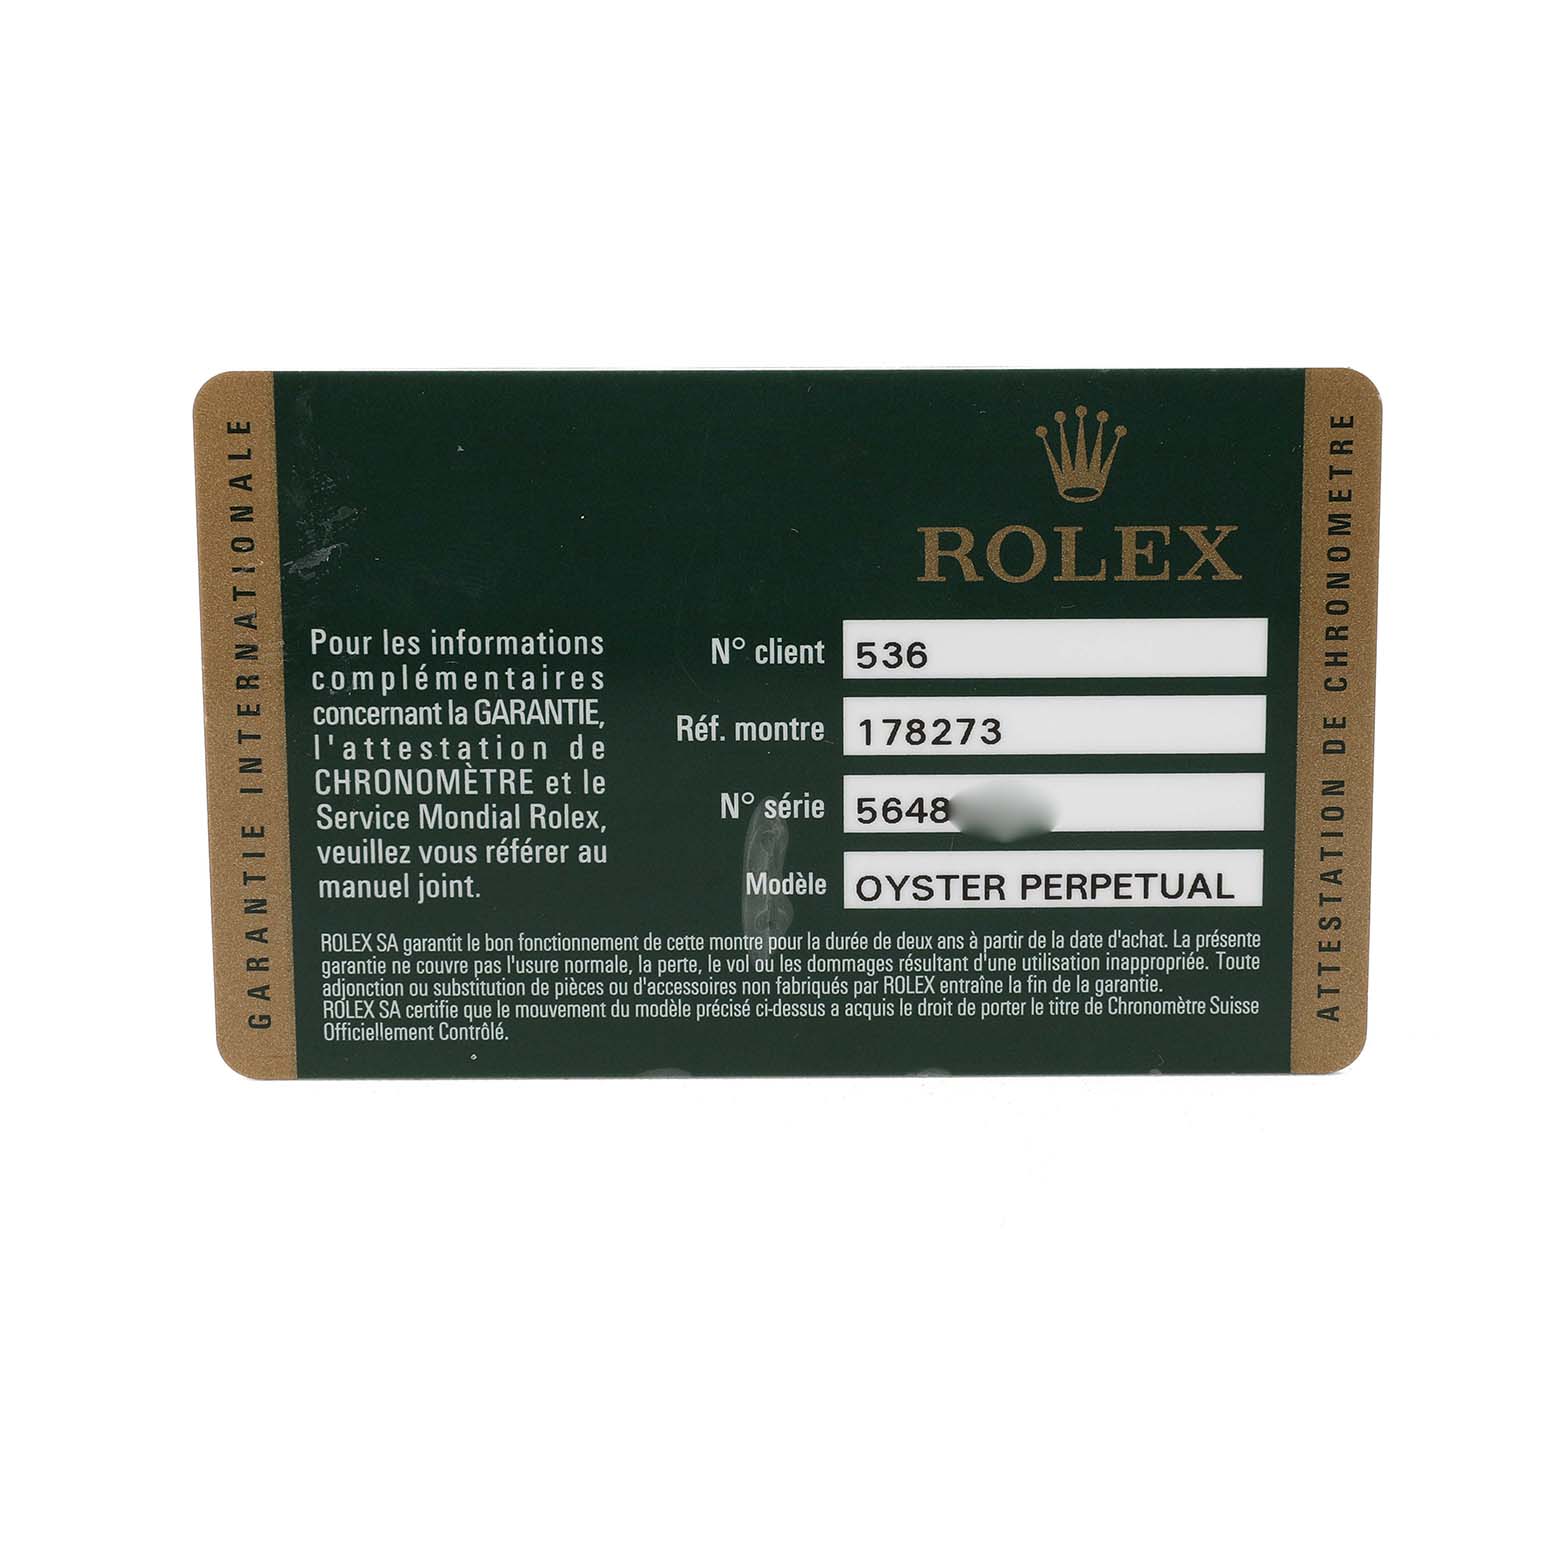 GARANTIE INTERNATIONALE
ROLEX
Pour les informations
complémentaires
concernant la GARANTIE,
l'attestation de
CHRONOMÈTRE et le
Service Mondial Rolex,
veuillez vous référer au
manuel joint.
N° client 536
Réf. montre 178273
N° série 5648
Modèle OYSTER PERPETUAL
ROLEX SA garantit le bon fonctionnement de cette montre pour la durée de deux ans à partir de la date d'achat. La présente
garantie ne couvre pas l'usure normale, la perte, le vol ou les dommages résultant d'une utilisation inappropriée. Toute
adjonction ou substitution de pièces ou d'accessoires non fabriqués par ROLEX entraîne la fin de la garantie.
ROLEX SA certifie que le mouvement du modèle précisé ci-dessus a acquis le droit de porter le titre de Chronomètre Suisse
Officiellement Contrôlé.
ATTESTATION DE CHRONOMETRE